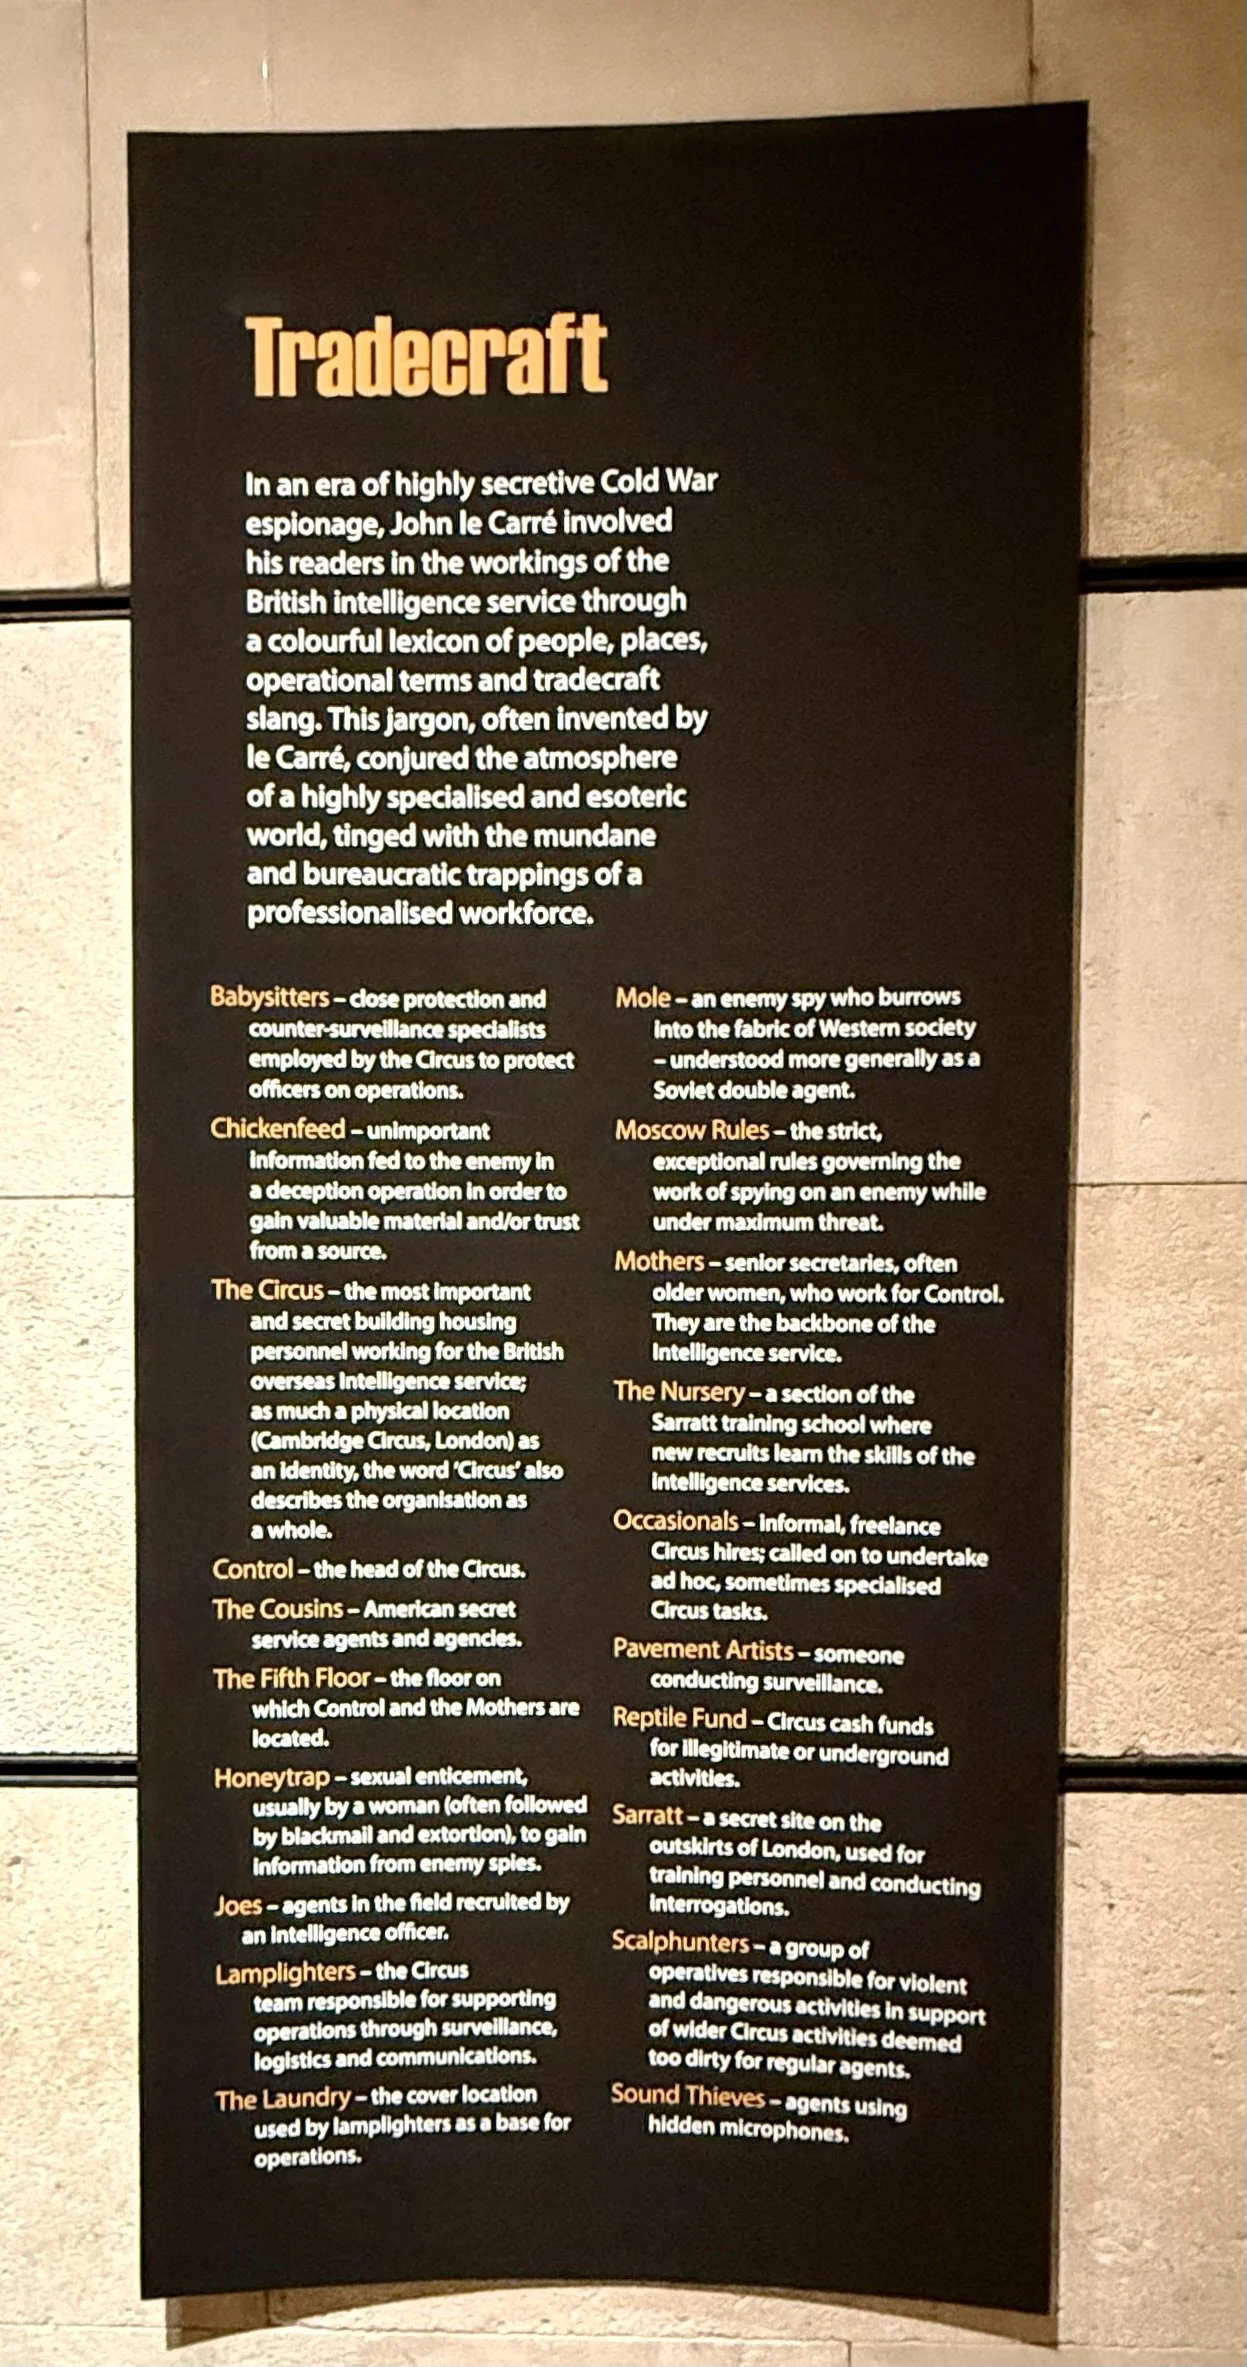 Tradecraft
In an era of highly secretive Cold War
espionage, John le Carré involved
his readers in the workings of the
British intelligence service through
a colourful lexicon of people, places,
operational terms and tradecraft
slang. This jargon, often invented by
le Carré, conjured the atmosphere
of a highly specialised and esoteric
world, tinged with the mundane
and bureaucratic trappings of a
professionalised workforce.
Babysitters – close protection and
counter-surveillance specialists
employed by the Circus to protect
officers on operations.
Chickenfeed – unimportant
information fed to the enemy in
a deception operation in order to
gain valuable material and/or trust
from a source.
The Circus – the most important
and secret building housing
personnel working for the British
overseas intelligence service;
as much a physical location
(Cambridge Circus, London) as
an identity, the word ‘Circus’ also
describes the organisation as
a whole.
Control – the head of the Circus.
The Cousins – American secret
service agents and agencies.
The Fifth Floor – the floor on
which Control and the Mothers are
located.
Honeytrap – sexual enticement,
usually by a woman (often followed
by blackmail and extortion), to gain
information from enemy spies.
Joes – agents in the field recruited by
an intelligence officer.
Lamplighters – the Circus
team responsible for supporting
operations through surveillance,
logistics and communications.
The Laundry – the cover location
used by lamplighters as a base for
operations.
Mole – an enemy spy who burrows
into the fabric of Western society
– understood more generally as a
Soviet double agent.
Moscow Rules – the strict,
exceptional rules governing the
work of spying on an enemy while
under maximum threat.
Mothers – senior secretaries, often
older women, who work for Control.
They are the backbone of the
intelligence service.
The Nursery – a section of the
Sarratt training school where
new recruits learn the skills of the
intelligence services.
Occasionals – informal, freelance
Circus hires; called on to undertake
ad hoc, sometimes specialised
Circus tasks.
Pavement Artists – someone
conducting surveillance.
Reptile Fund – Circus cash funds
for illegitimate or underground
activities.
Sarratt – a secret site on the
outskirts of London, used for
training personnel and conducting
interrogations.
Scalphunters – a group of
operatives responsible for violent
and dangerous activities in support
of wider Circus activities deemed
too dirty for regular agents.
Sound Thieves – agents using
hidden microphones.